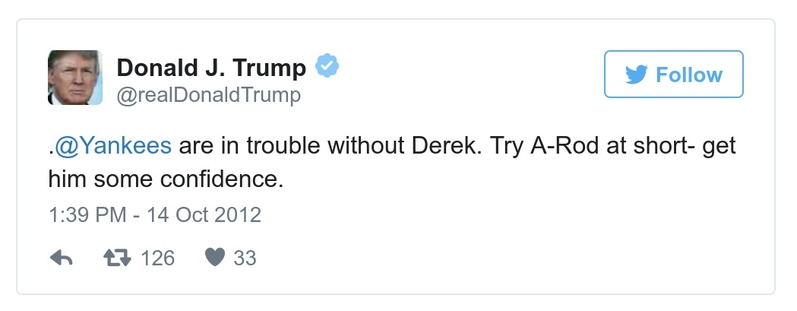 Donald J. Trump
@realDonaldTrump
Follow
.@Yankees are in trouble without Derek. Try A-Rod at short- get
him some confidence.
1:39 PM - 14 Oct 2012
126 33